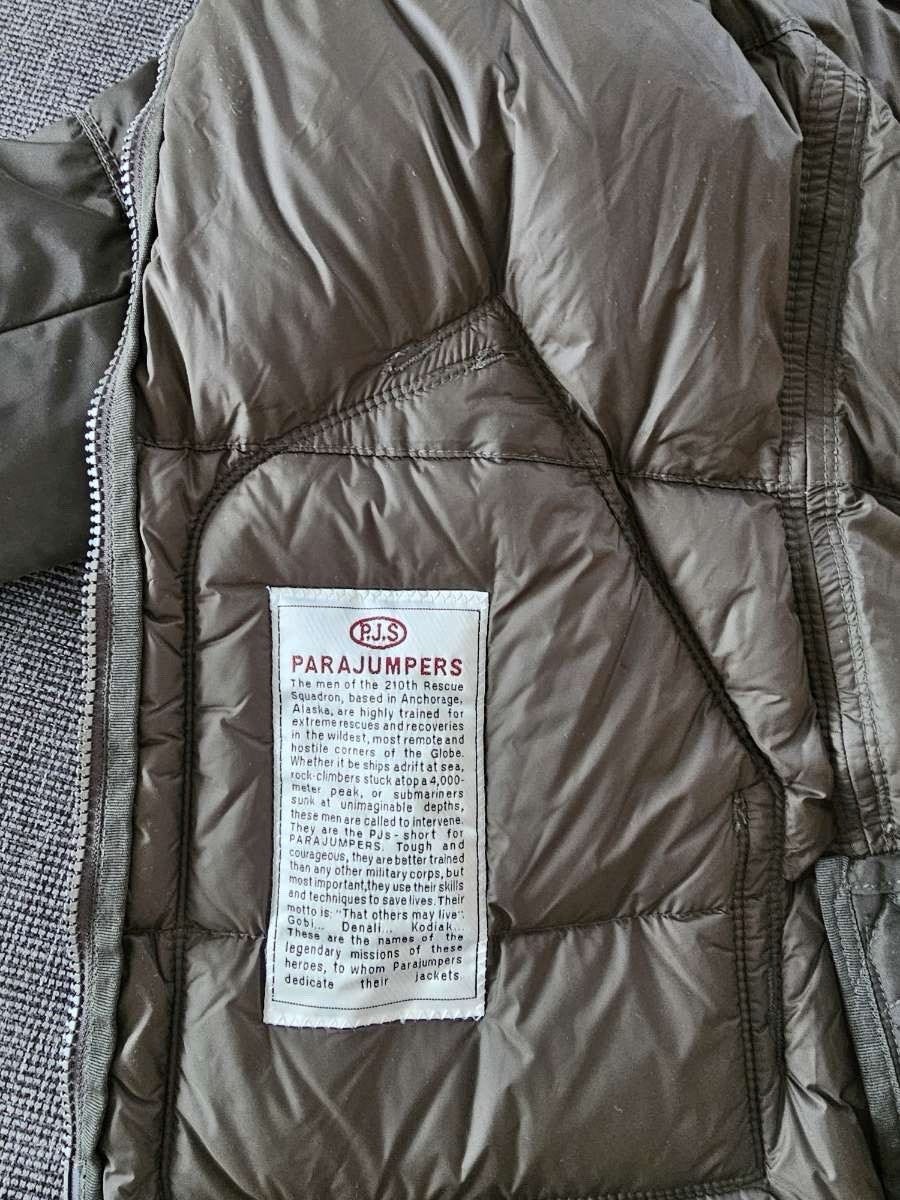 P.J.S
PARAJUMPERS
The men of the 210th Rescue
Squadron, based in Anchorage,
Alaska, are highly trained for
extreme rescues and recoveries
in the wildest, most remote and
hostile corners of the Globe.
Whether it be ships adrift at sea,
rock-climbers stuck atop a 4,000-
meter peak, or submariners
sunk at unimaginable depths,
these men are called to intervene.
They are the PJs - short for
PARAJUMPERS. Tough and
courageous, they are better trained
than any other military corps, but
most important, they use their skills
and techniques to save lives. Their
motto is: "That others may live".
Gobi... Denali... Kodiak...
These are the names of the
legendary missions of these
heroes, to whom Parajumpers
dedicate their jackets.